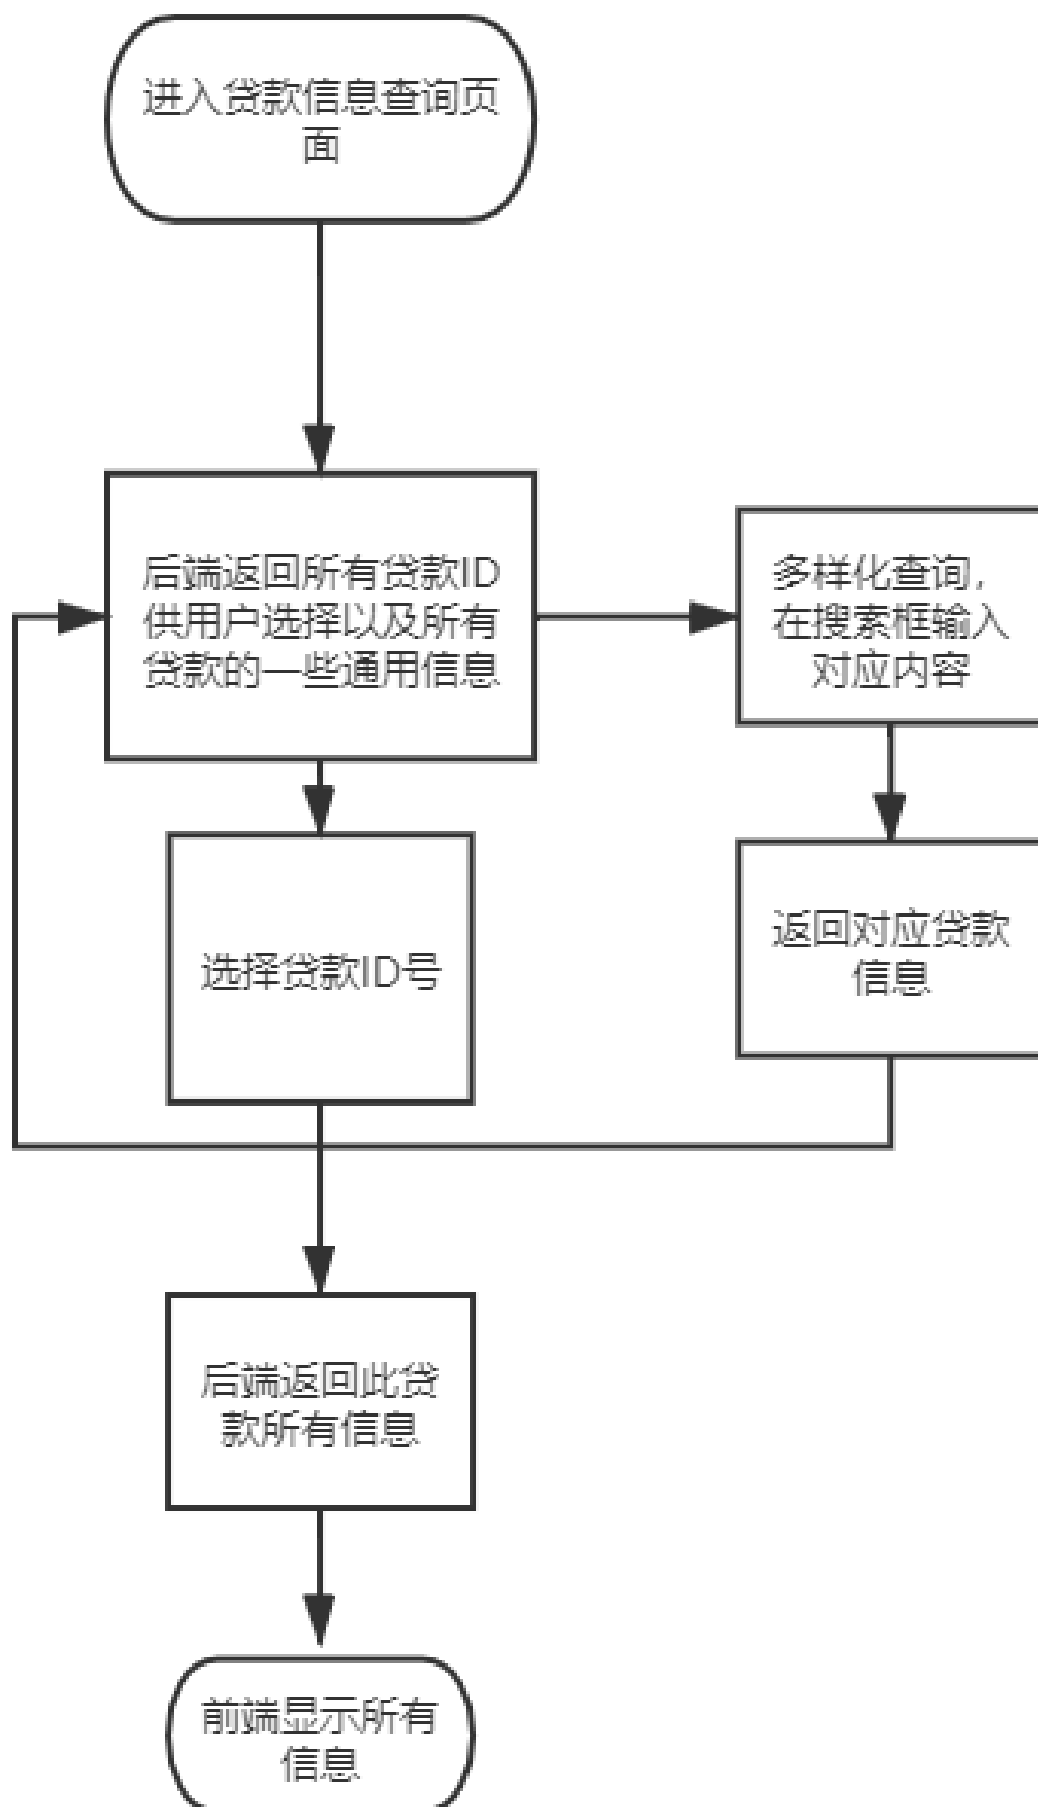 进入贷款信息查询页
面
后端返回所有贷款ID
供用户选择以及所有
贷款的一些通用信息
多样化查询，
在搜索框输入
对应内容
选择贷款ID号
返回对应贷款
信息
后端返回此贷
款所有信息
前端显示所有
信息